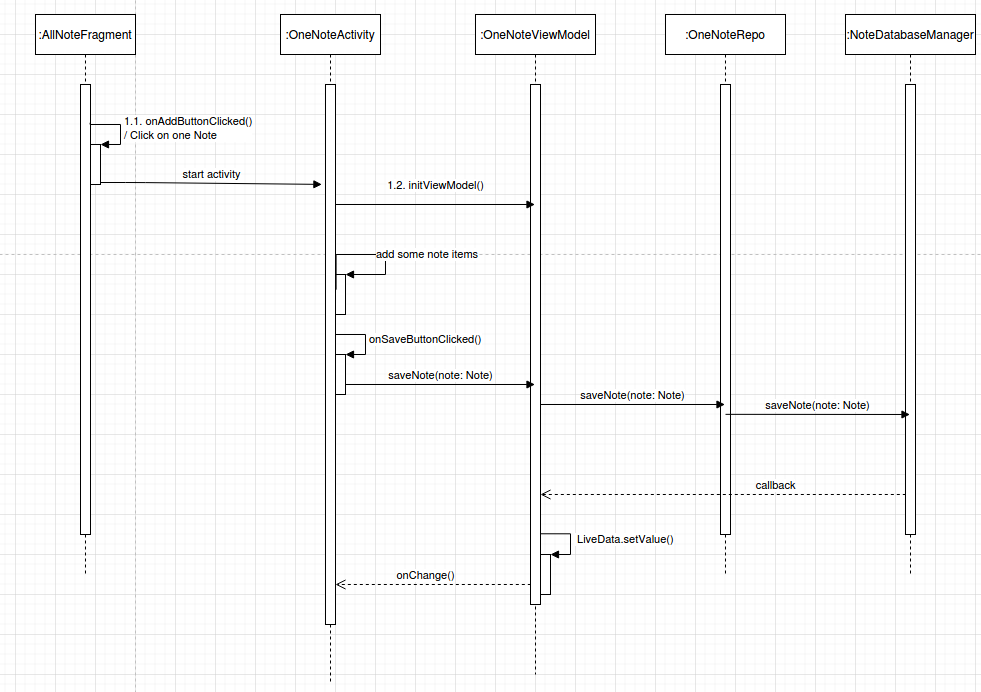 :AllNoteFragment
:OneNoteActivity
:OneNoteViewModel
:OneNoteRepo
:NoteDatabaseManager
1.1. onAddButtonClicked()
/ Click on one Note
start activity
1.2. initViewModel()
add some note items
onSaveButtonClicked()
saveNote(note: Note)
saveNote(note: Note)
saveNote(note: Note)
callback
LiveData.setValue()
onChange()